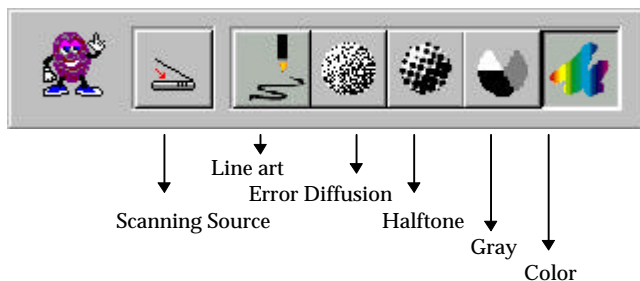 Line art
Error Diffusion
Scanning Source
Halftone
Gray
Color